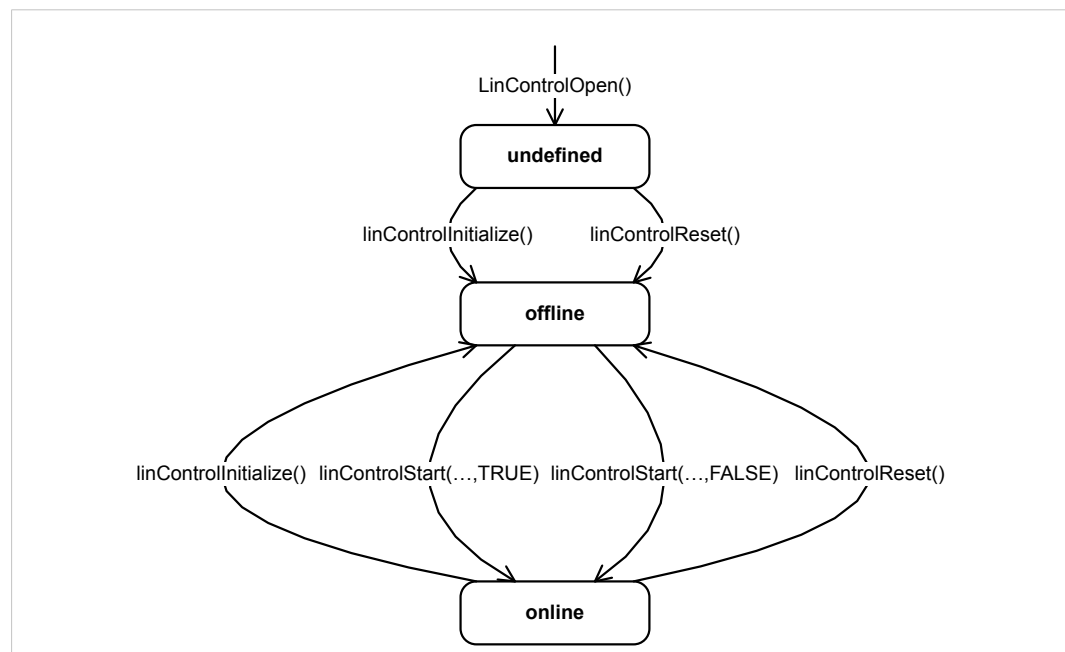 LinControlOpen()
undefined
linControlInitialize()
linControlReset()
offline
linControlInitialize()
linControlStart(…,TRUE)
linControlStart(…,FALSE)
linControlReset()
online